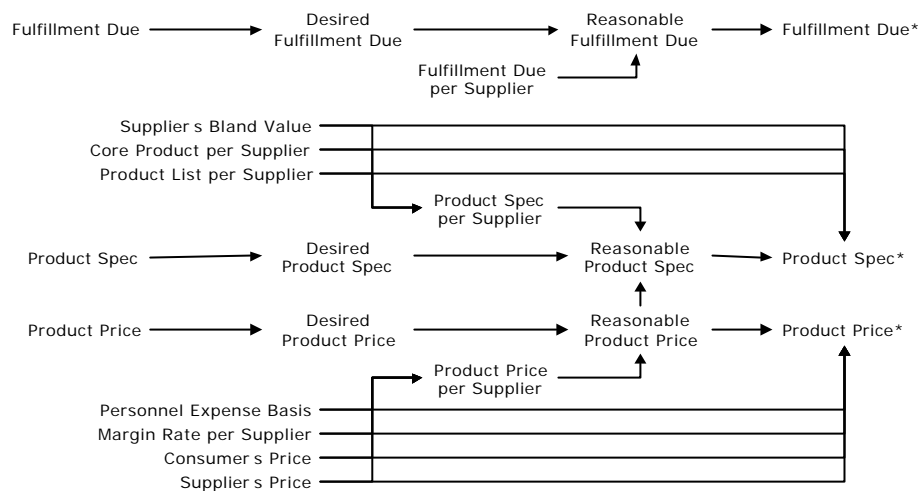 Fulfillment Due
Desired
Fulfillment Due
Reasonable
Fulfillment Due
Fulfillment Due*
Fulfillment Due
per Supplier
Supplier s Bland Value
Core Product per Supplier
Product List per Supplier
Product Spec
per Supplier
Product Spec
Desired
Product Spec
Reasonable
Product Spec
Product Spec*
Product Price
Desired
Product Price
Reasonable
Product Price
Product Price*
Product Price
per Supplier
Personnel Expense Basis
Margin Rate per Supplier
Consumer s Price
Supplier s Price